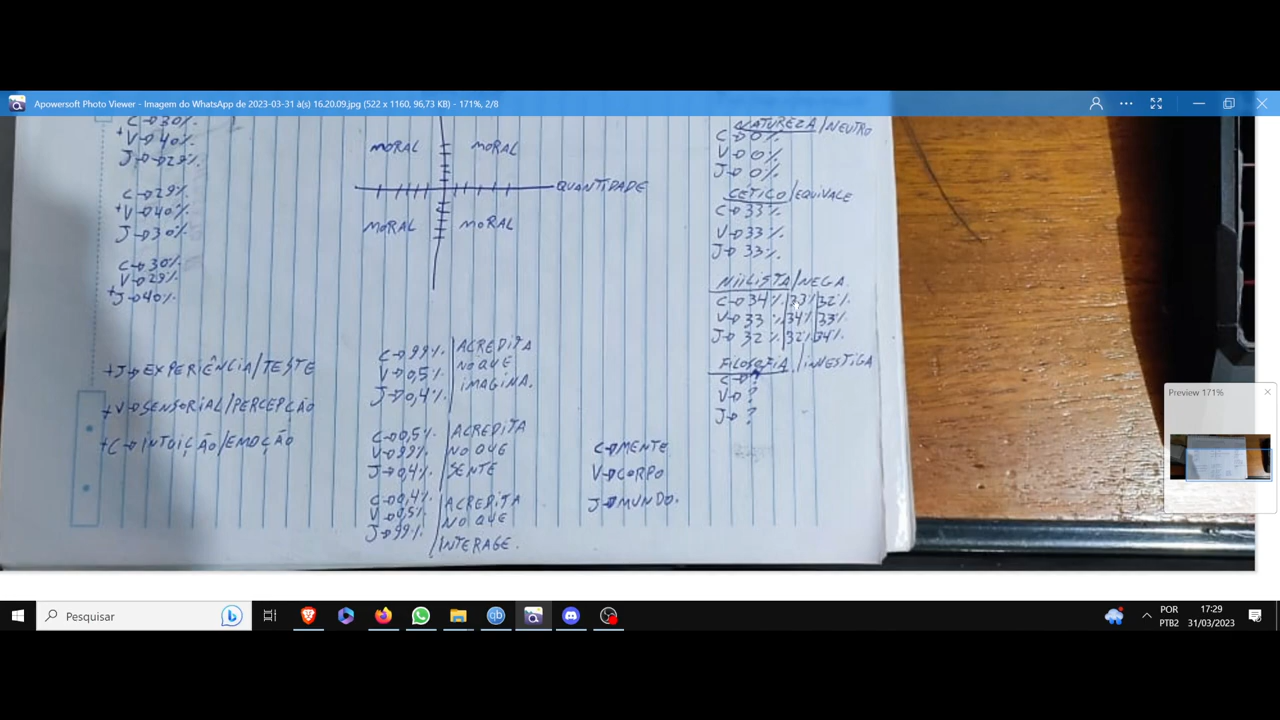 Apowersoft Photo Viewer - Imagem do WhatsApp de 2023-03-31 à(s) 16.20.09.jpg (522 x 1160, 96,73 KB) - 171%, 2/8
C→30%
+V→40%
J→29%
C→29%
+V→40%
J→30%
C→30%
V→29%
+J→40%
+J→EXPERIÊNCIA/TESTE
+V→SENSORIAL/PERCEPÇÃO
+C→INTUIÇÃO/EMOÇÃO
MORAL MORAL
QUANTIDADE
MORAL MORAL
C→99% ACREDITA
V→0,5% NO QUE
J→0,4% IMAGINA.
C→0,5% ACREDITA
V→99% NO QUE
J→0,4% SENTE
C→0,4% ACREDITA
V→0,5% NO QUE
J→99% INTERAGE.
C→MENTE
V→CORPO
J→MUNDO.
NATUREZA/NEUTRO
C→0%
V→0%
J→0%
CÉTICO/EQUIVALE
C→33%
V→33%
J→33%
NIILISTA/NEGA
C→34%/33%/32%
V→33%/34%/33%
J→32%/32%/34%
FILOSOFIA/INVESTIGA
C→?
V→?
J→?
Preview 171%
Pesquisar
POR
PTB2
17:29
31/03/2023